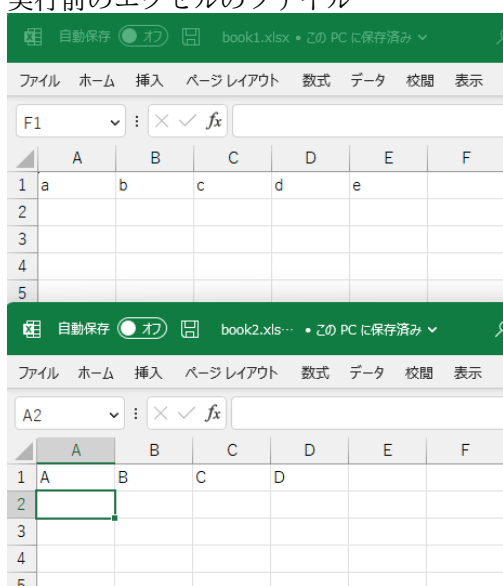 実行前のエクセルのファイル
自動保存 オフ book1.xlsx • この PC に保存済み
ファイル ホーム 挿入 ページ レイアウト 数式 データ 校閲 表示
F1 fx
A B C D E F
1 a b c d e
2
3
4
5
自動保存 オフ book2.xls… • この PC に保存済み
ファイル ホーム 挿入 ページ レイアウト 数式 データ 校閲 表示
A2 fx
A B C D E F
1 A B C D
2
3
4
5